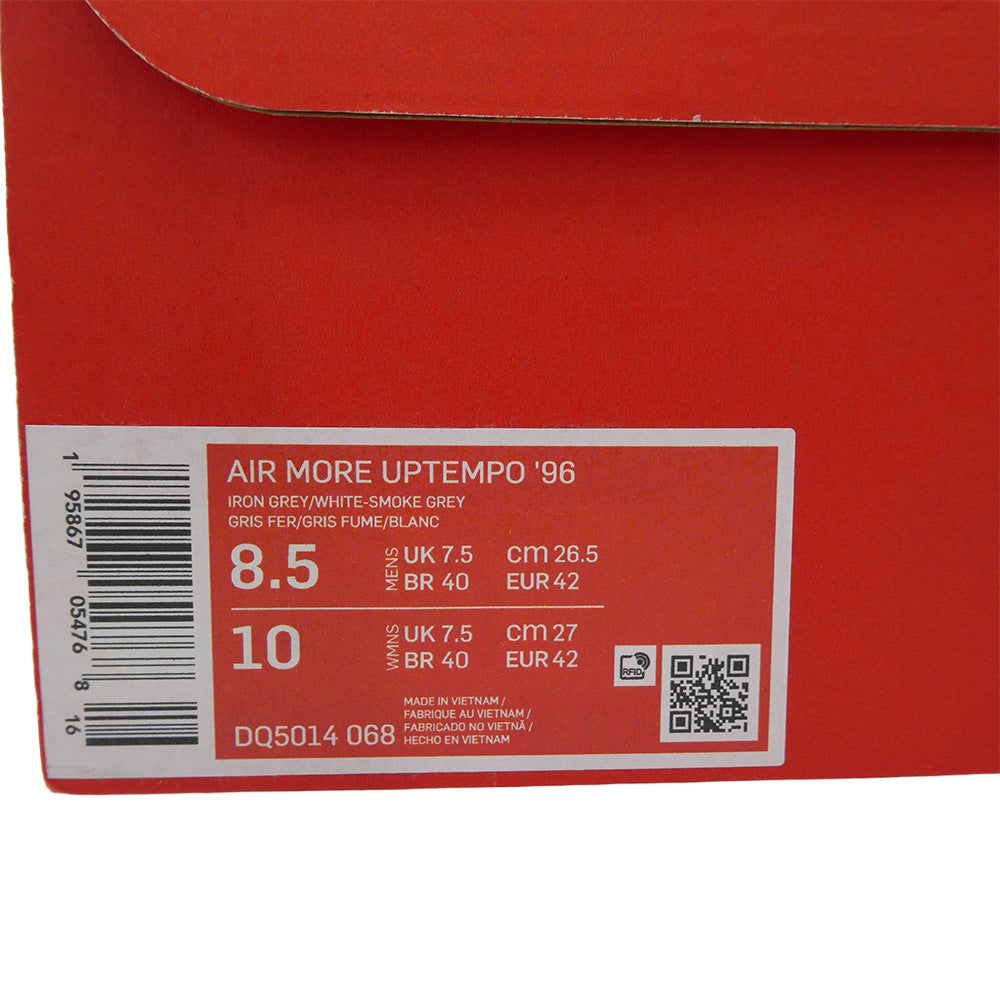 AIR MORE UPTEMPO '96
IRON GREY/WHITE-SMOKE GREY
GRIS FER/GRIS FUME/BLANC
8.5 MENS UK 7.5 cm 26.5
BR 40 EUR 42
10 WMNS UK 7.5 cm 27
BR 40 EUR 42
RFID
DQ5014 068
MADE IN VIETNAM /
FABRIQUE AU VIETNAM /
FABRICADO NO VIETNÃ /
HECHO EN VIETNAM
1 95867 05476 8 16